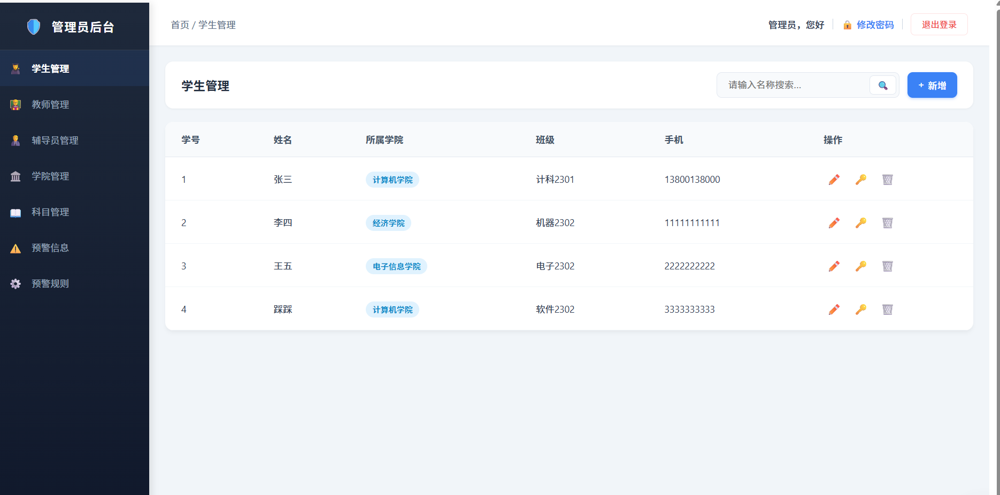 管理员后台
学生管理
教师管理
辅导员管理
学院管理
科目管理
预警信息
预警规则
首页 / 学生管理
管理员，您好 修改密码 退出登录
学生管理 请输入名称搜索... + 新增
学号 姓名 所属学院 班级 手机 操作
1 张三 计算机学院 计科2301 13800138000
2 李四 经济学院 机器2302 11111111111
3 王五 电子信息学院 电子2302 2222222222
4 踩踩 计算机学院 软件2302 3333333333